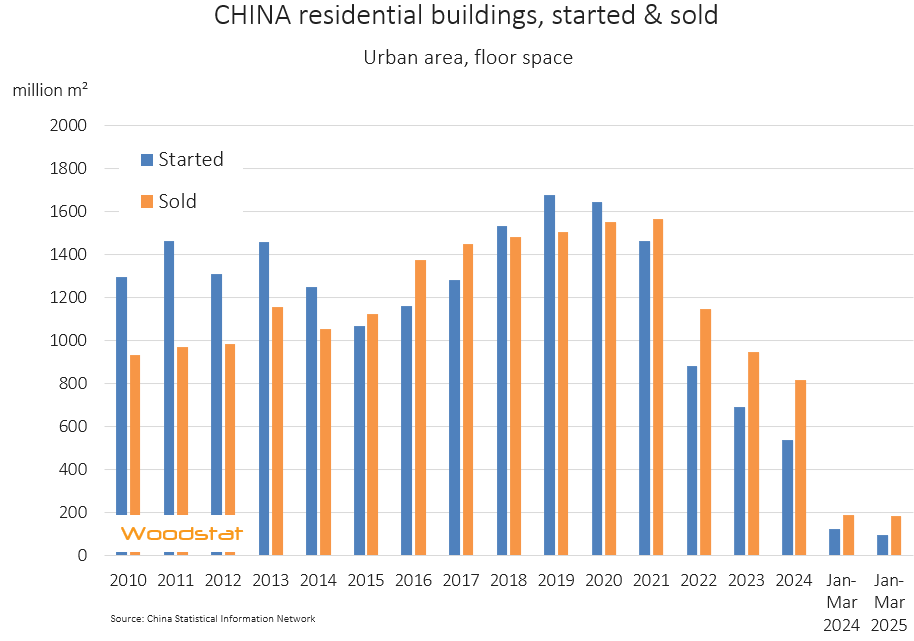 CHINA residential buildings, started & sold
Urban area, floor space
million m²
2000
1800
1600
1400
1200
1000
800
600
400
200
0
Started
Sold
Woodstat
2010 2011 2012 2013 2014 2015 2016 2017 2018 2019 2020 2021 2022 2023 2024 Jan- Jan-
Mar Mar
2024 2025
Source: China Statistical Information Network